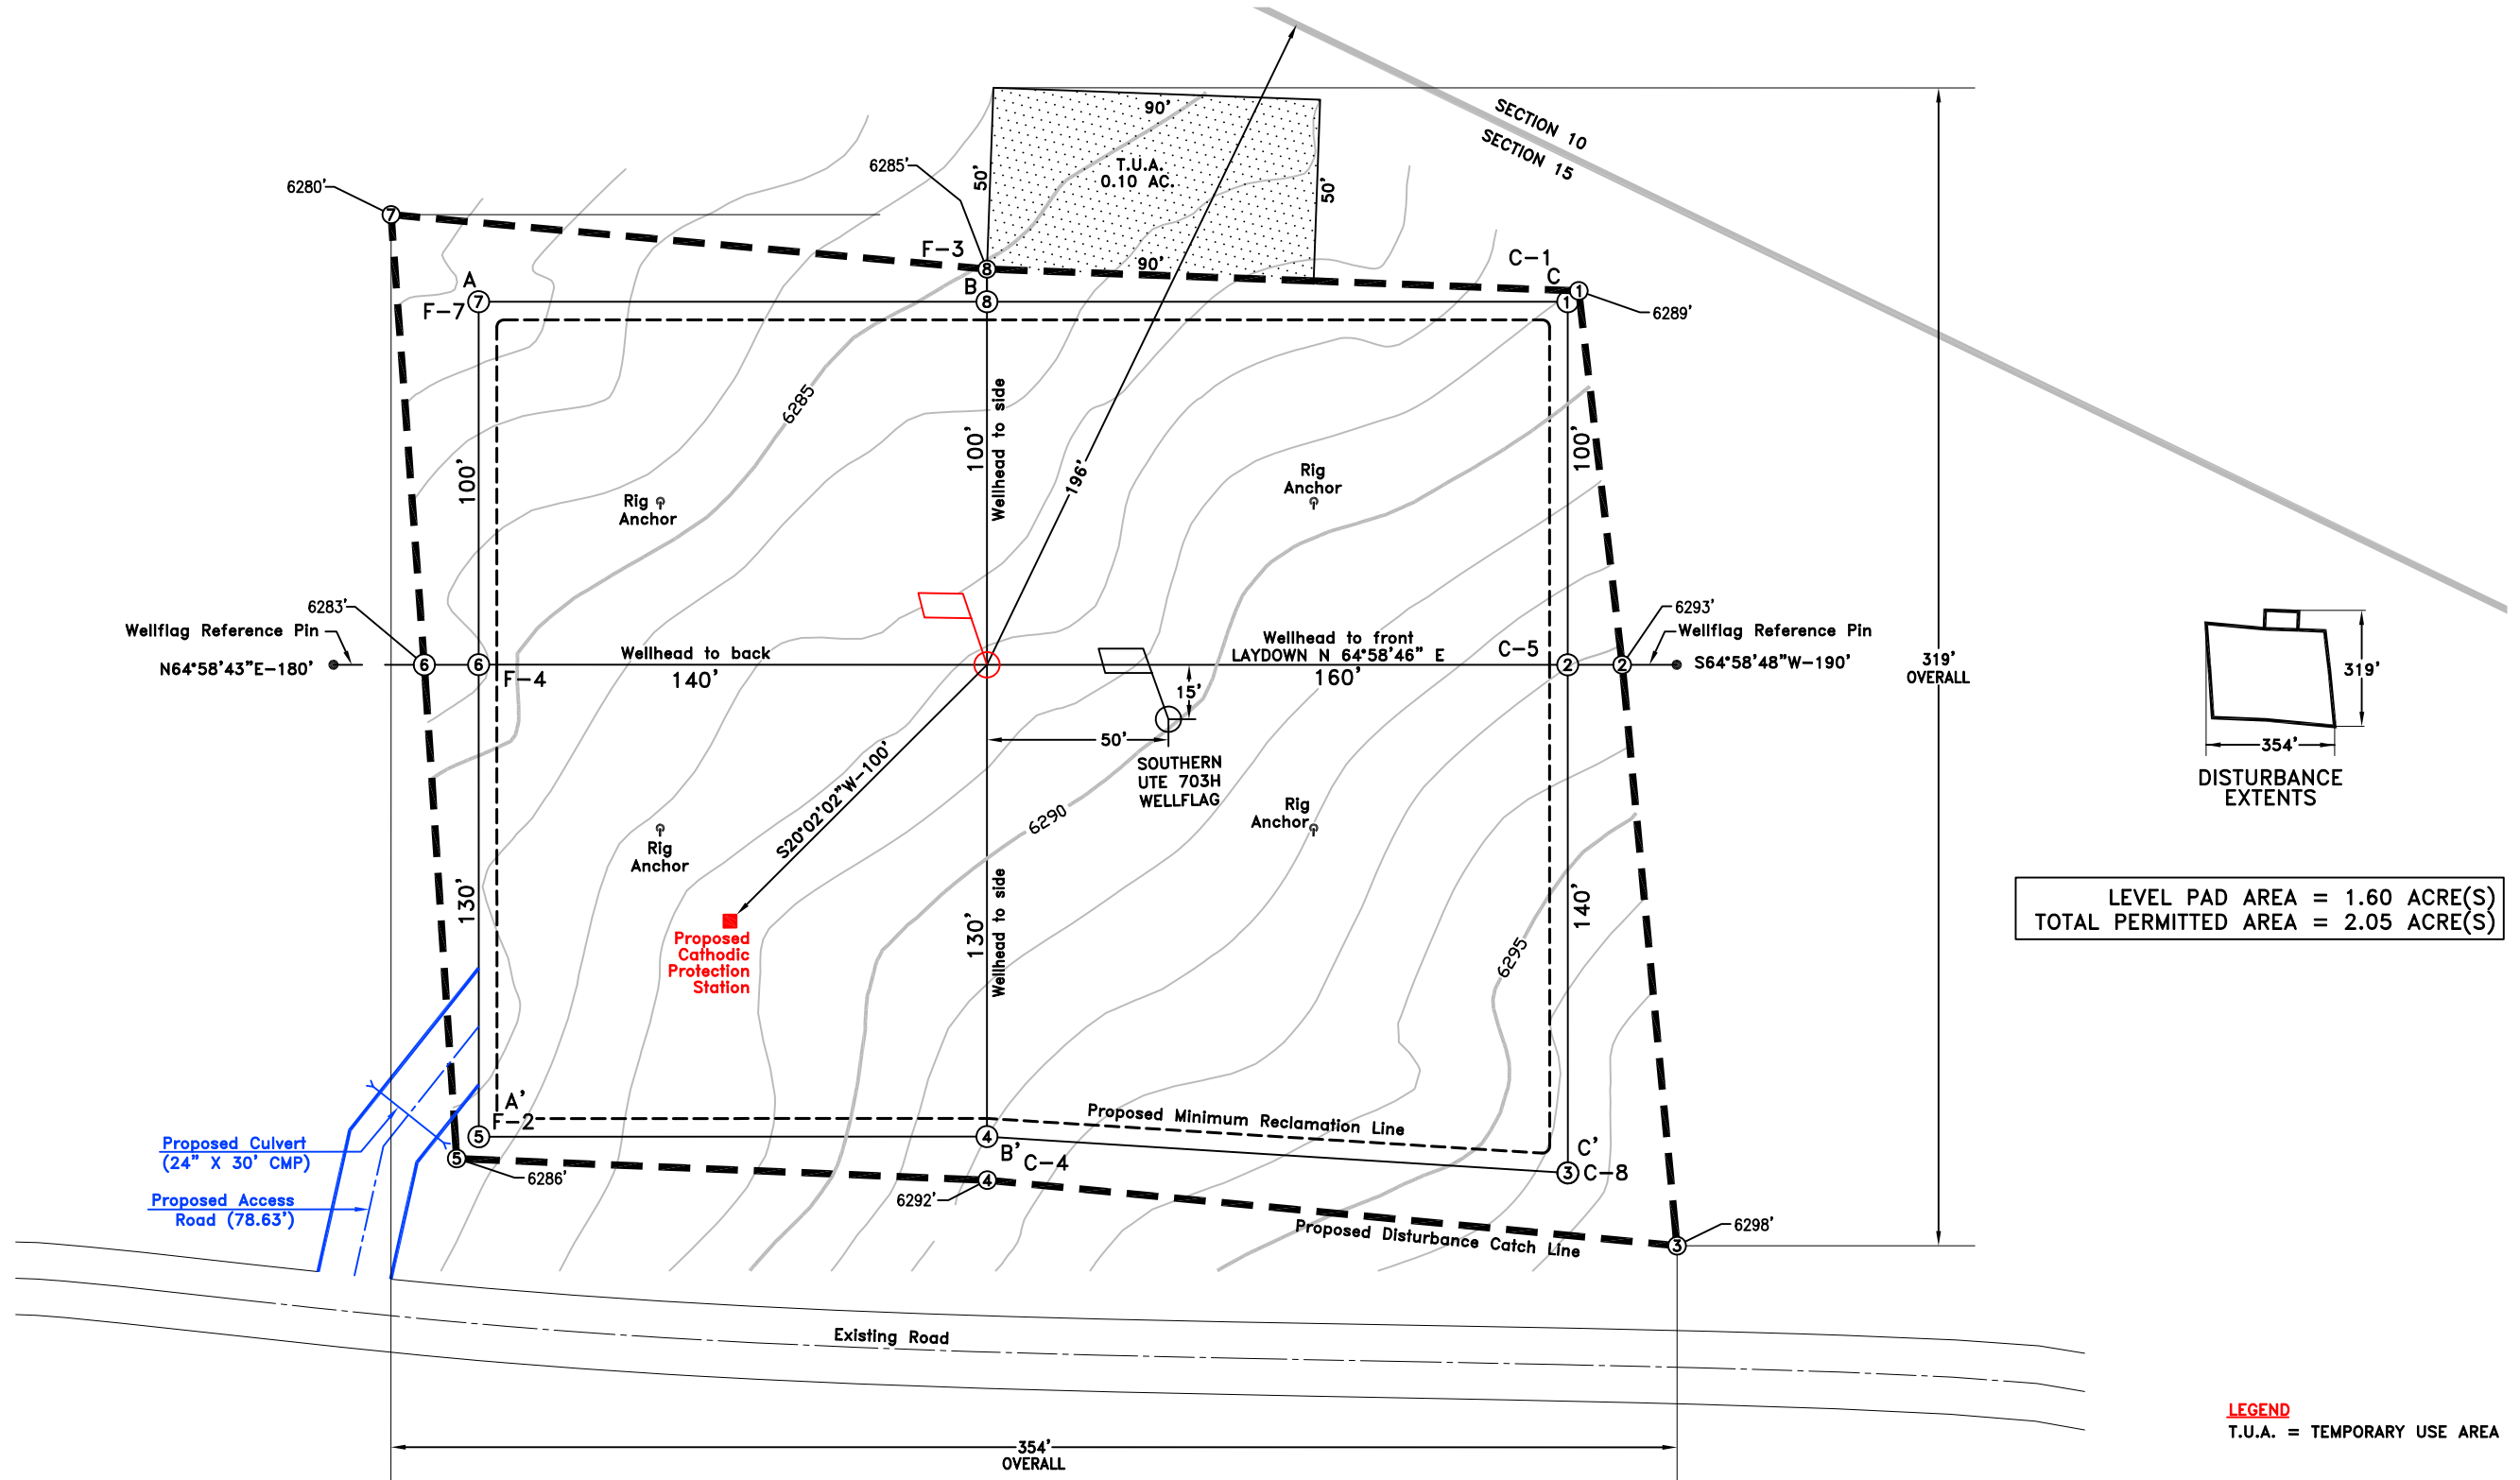 SECTION 10
SECTION 15
90'
T.U.A.
0.10 AC.
50'
50'
90'
6285'
6280'
F-3
C-1
C
1
1
6289'
7
8
A
F-7
7
B
8
6285
100'
100'
Wellhead to side
196'
100'
Rig
Anchor
Rig
Anchor
6283'
Wellflag Reference Pin
N64°58'43"E-180'
6
6
F-4
Wellhead to back
140'
Wellhead to front
LAYDOWN N 64°58'46" E
160'
C-5
2
2
6293'
Wellflag Reference Pin
S64°58'48"W-190'
15'
50'
SOUTHERN
UTE 703H
WELLFLAG
319'
OVERALL
319'
354'
DISTURBANCE
EXTENTS
S20°02'02"W-100'
6290
Rig
Anchor
Rig
Anchor
130'
130'
Wellhead to side
140'
6295
Proposed
Cathodic
Protection
Station
LEVEL PAD AREA = 1.60 ACRE(S)
TOTAL PERMITTED AREA = 2.05 ACRE(S)
A'
F-2
5
5
6286'
Proposed Minimum Reclamation Line
4
B'
C-4
4
6292'
C'
3
C-8
Proposed Disturbance Catch Line
3
6298'
Proposed Culvert
(24" X 30' CMP)
Proposed Access
Road (78.63')
Existing Road
354'
OVERALL
LEGEND
T.U.A. = TEMPORARY USE AREA